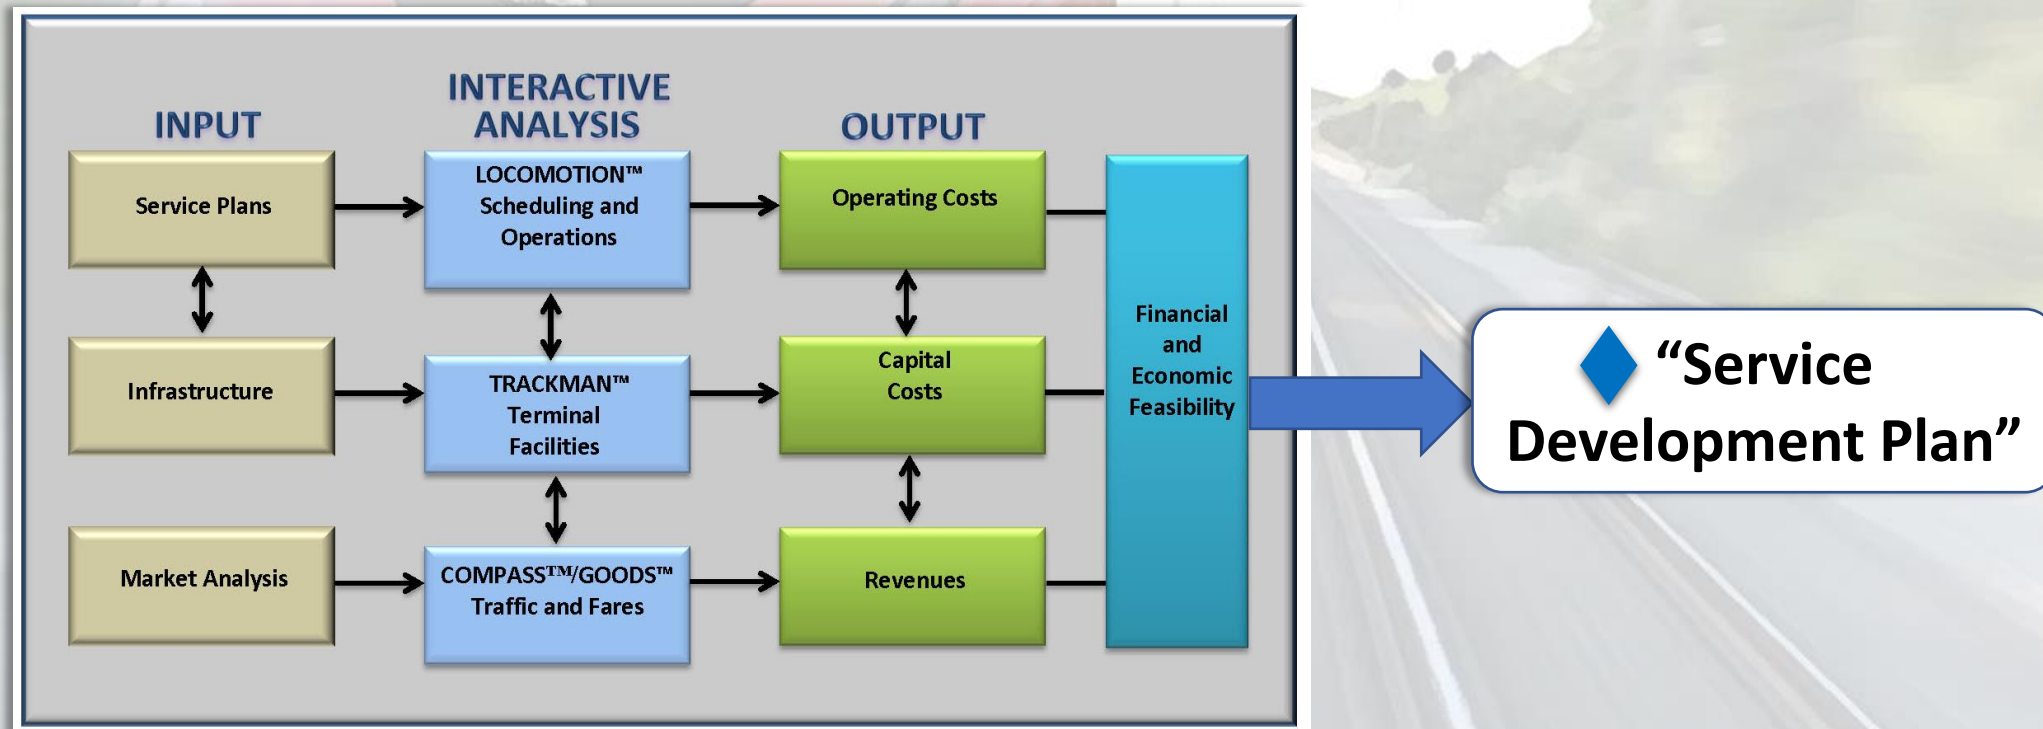 INPUT
INTERACTIVE
ANALYSIS
OUTPUT
Service Plans
LOCOMOTION™
Scheduling and
Operations
Operating Costs
Infrastructure
TRACKMAN™
Terminal
Facilities
Capital
Costs
Market Analysis
COMPASS™/GOODS™
Traffic and Fares
Revenues
Financial
and
Economic
Feasibility
“Service
Development Plan”